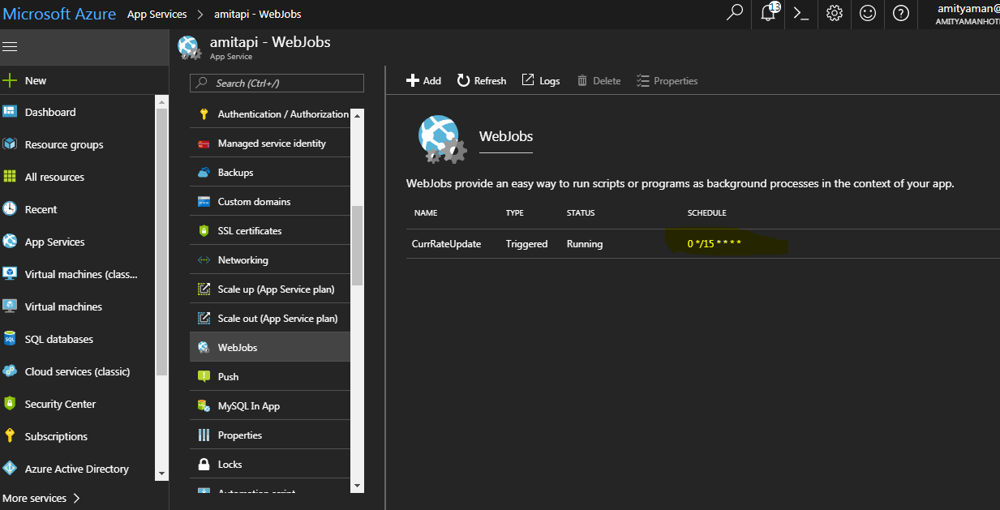 Microsoft Azure App Services > amitapi - WebJobs
13
amityaman@
AMITYAMANHOTI
amitapi - WebJobs
App Service
New
Dashboard
Resource groups
All resources
Recent
App Services
Virtual machines (class...
Virtual machines
SQL databases
Cloud services (classic)
Security Center
Subscriptions
Azure Active Directory
More services >
Search (Ctrl+/)
Authentication / Authorization
Managed service identity
Backups
Custom domains
SSL certificates
Networking
Scale up (App Service plan)
Scale out (App Service plan)
WebJobs
Push
MySQL In App
Properties
Locks
Automation script
Add Refresh Logs Delete Properties
WebJobs
WebJobs provide an easy way to run scripts or programs as background processes in the context of your app.
NAME TYPE STATUS SCHEDULE
CurrRateUpdate Triggered Running 0 */15 * * * *